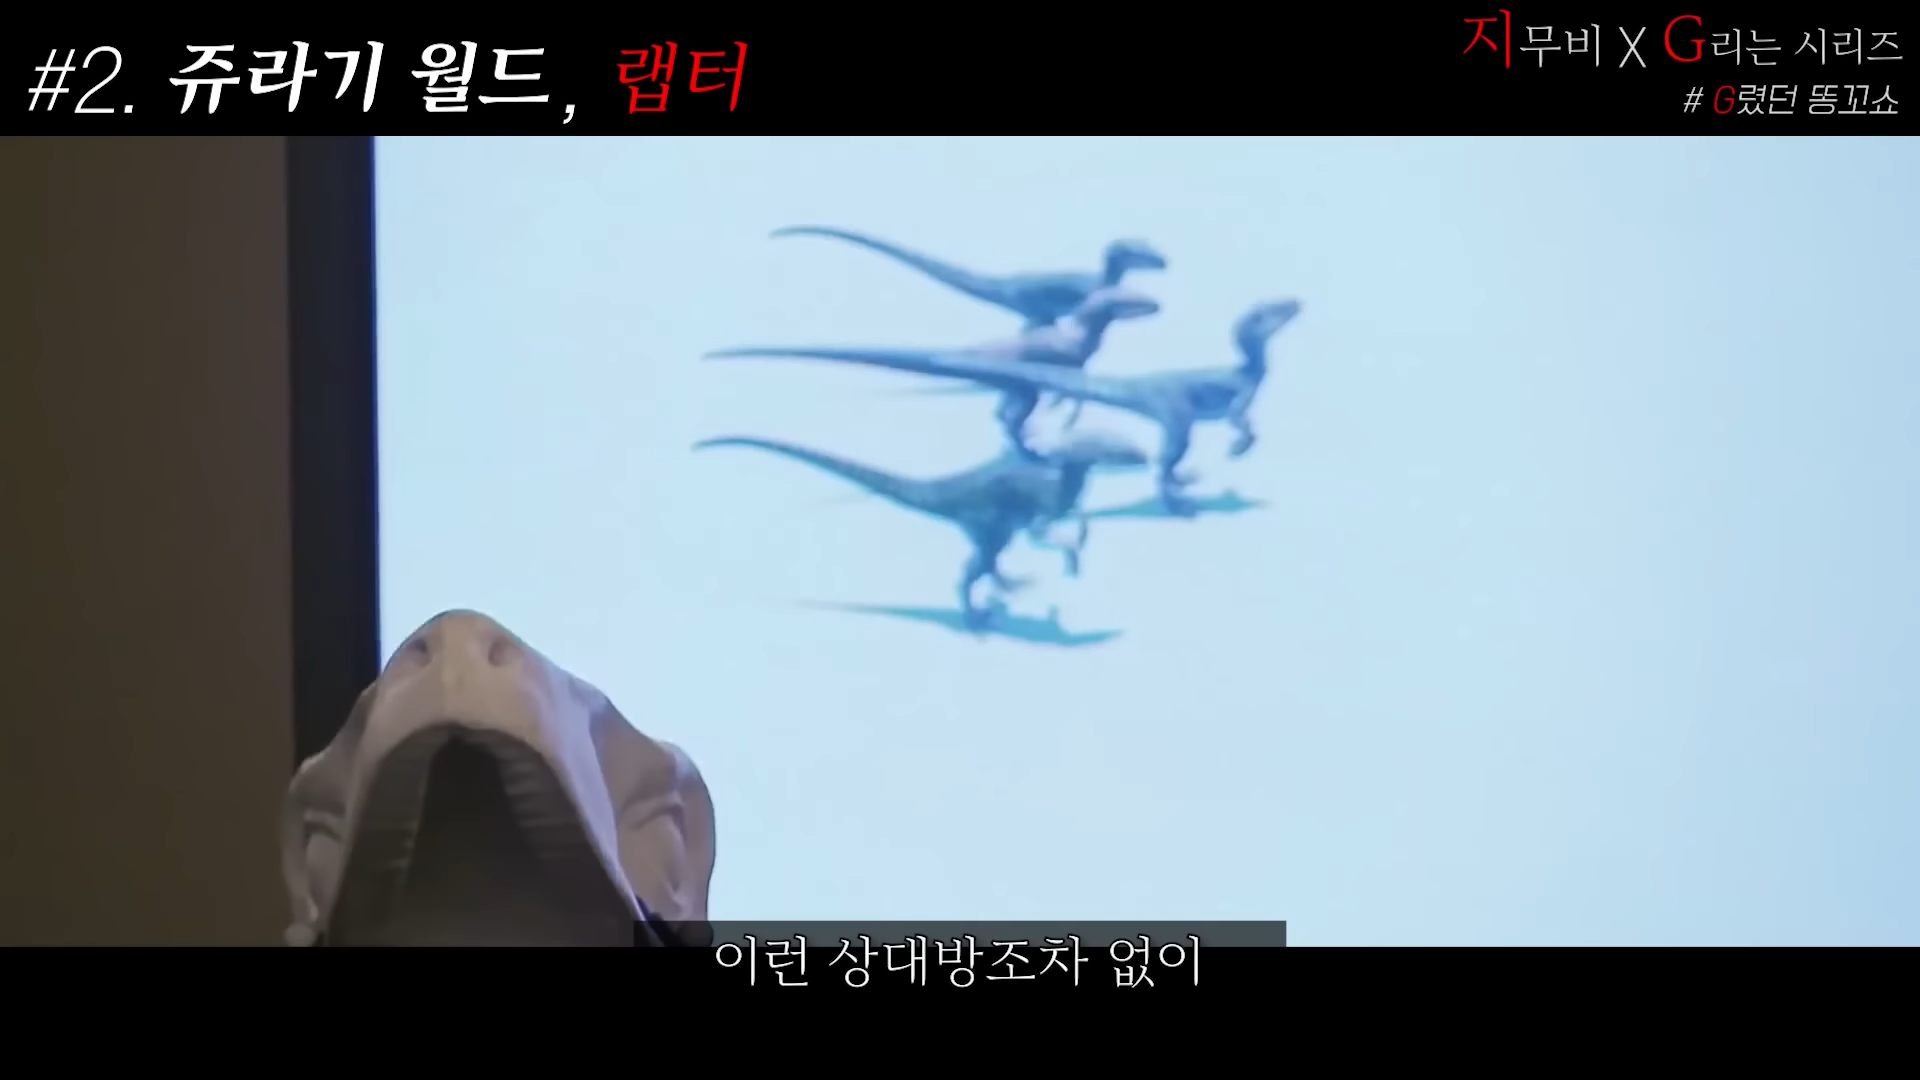 #2. 쥬라기 월드, 랩터
지무비 X G리는 시리즈
# G렸던 똥꼬쇼
이런 상대방조차 없이